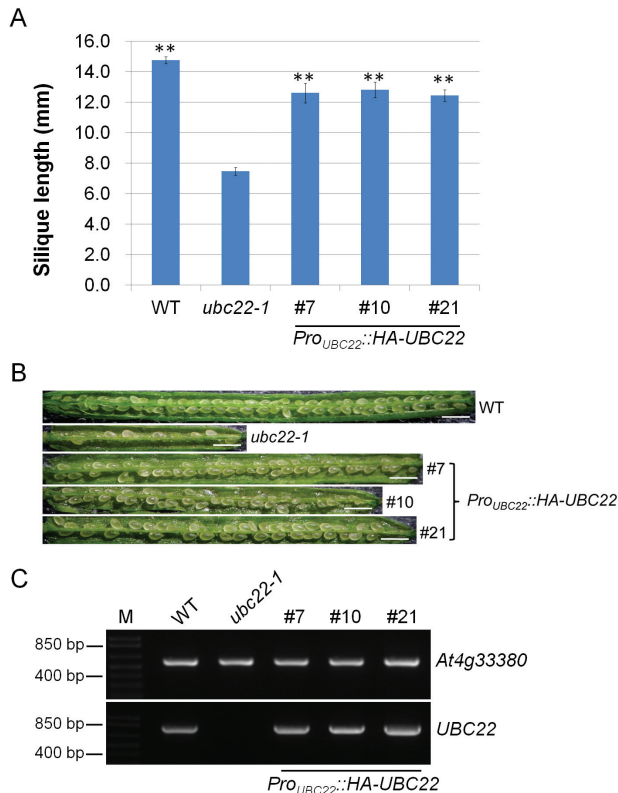 A
Silique length (mm)
16.0
14.0
12.0
10.0
8.0
6.0
4.0
2.0
0.0
** ** ** **
WT ubc22-1 #7 #10 #21
ProUBC22::HA-UBC22
B
WT
ubc22-1
#7
#10
#21
ProUBC22::HA-UBC22
C
M WT ubc22-1 #7 #10 #21
850 bp
400 bp
At4g33380
850 bp
400 bp
UBC22
ProUBC22::HA-UBC22